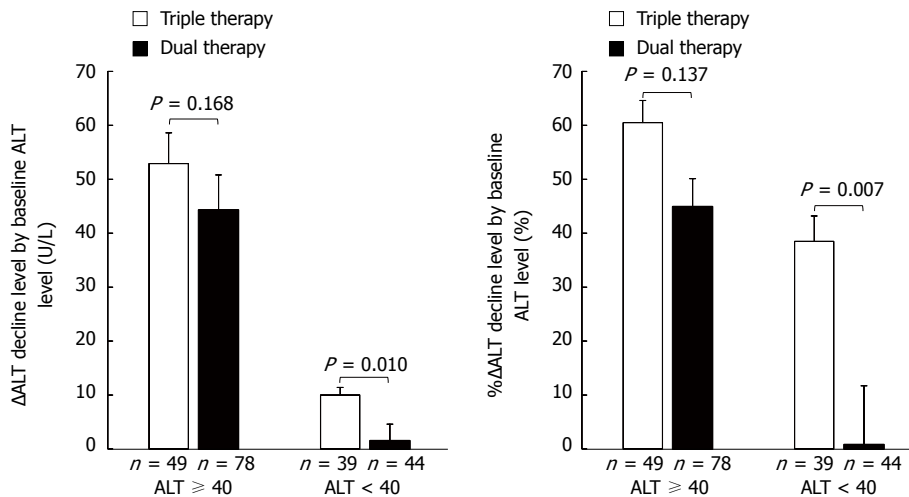 Triple therapy
Dual therapy
ΔALT decline level by baseline ALT
level (U/L)
70
60
50
40
30
20
10
0
P = 0.168
P = 0.010
n = 49
n = 78
n = 39
n = 44
ALT ⩾ 40
ALT < 40
Triple therapy
Dual therapy
%ΔALT decline level by baseline
ALT level (%)
70
60
50
40
30
20
10
0
P = 0.137
P = 0.007
n = 49
n = 78
n = 39
n = 44
ALT ⩾ 40
ALT < 40